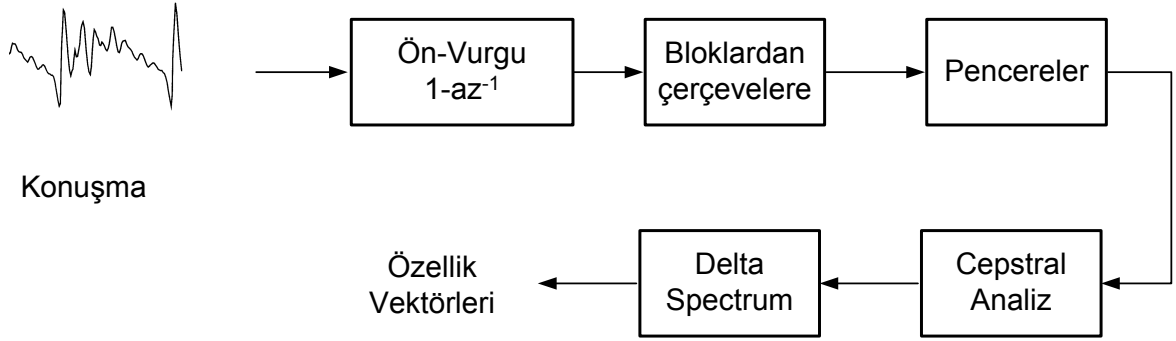 Konuşma
Ön-Vurgu
1-az⁻¹
Bloklardan
çerçevelere
Pencereler
Cepstral
Analiz
Delta
Spectrum
Özellik
Vektörleri